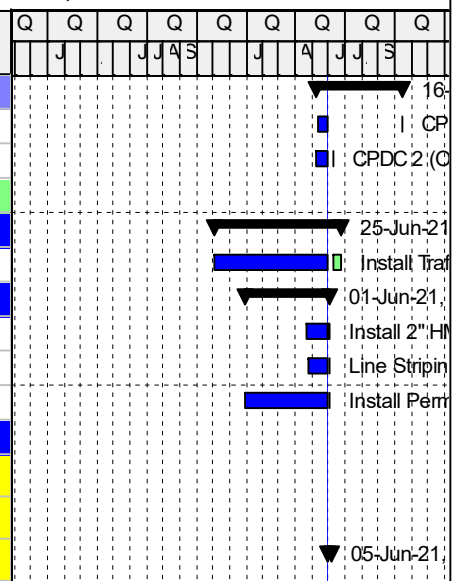 Q Q Q Q Q Q Q Q Q
J J J A S J A J J S
16-
CP
CPDC 2 (O
25-Jun-21
Install Traf
01-Jun-21,
Install 2" HM
Line Stripin
Install Perm
05-Jun-21,